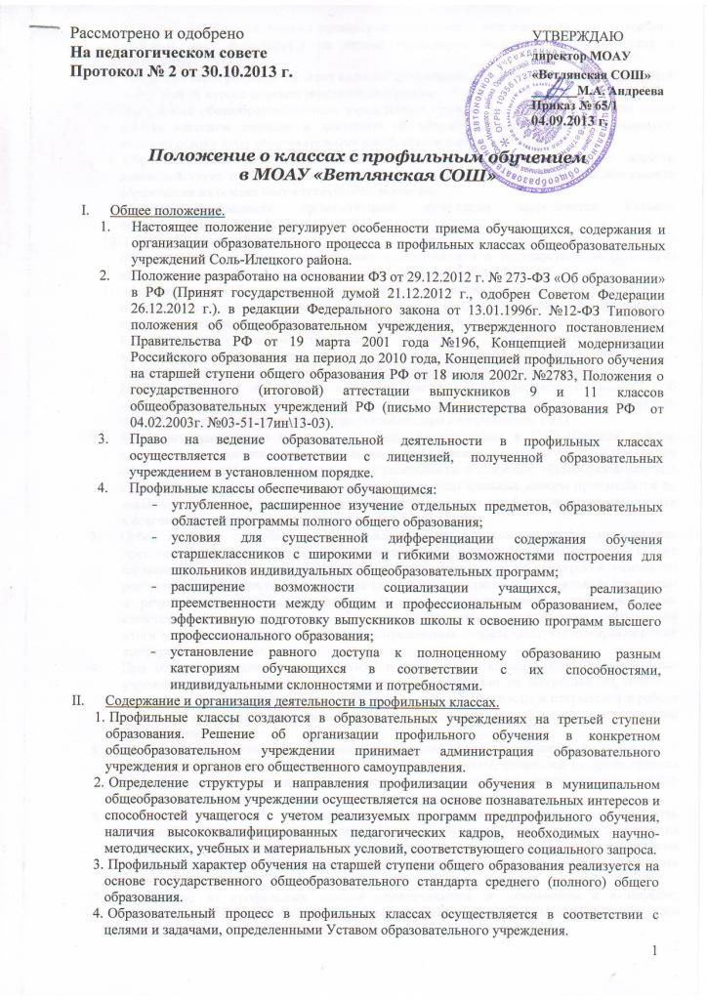 Рассмотрено и одобрено
На педагогическом совете
Протокол № 2 от 30.10.2013 г.
УТВЕРЖДАЮ
директор МОАУ
«Ветлянская СОШ»
М.А. Андреева
Приказ № 65/1
04.09.2013 г.
Положение о классах с профильным обучением
в МОАУ «Ветлянская СОШ»
I. Общее положение.
1. Настоящее положение регулирует особенности приема обучающихся, содержания и
организации образовательного процесса в профильных классах общеобразовательных
учреждений Соль-Илецкого района.
2. Положение разработано на основании ФЗ от 29.12.2012 г. № 273-ФЗ «Об образовании»
в РФ (Принят государственной думой 21.12.2012 г., одобрен Советом Федерации
26.12.2012 г.). в редакции Федерального закона от 13.01.1996г. №12-ФЗ Типового
положения об общеобразовательном учреждения, утвержденного постановлением
Правительства РФ от 19 марта 2001 года №196, Концепцией модернизации
Российского образования на период до 2010 года, Концепцией профильного обучения
на старшей ступени общего образования РФ от 18 июля 2002г. №2783, Положения о
государственного (итоговой) аттестации выпускников 9 и 11 классов
общеобразовательных учреждений РФ (письмо Министерства образования РФ от
04.02.2003г. №03-51-17ин\13-03).
3. Право на ведение образовательной деятельности в профильных классах
осуществляется в соответствии с лицензией, полученной образовательных
учреждением в установленном порядке.
4. Профильные классы обеспечивают обучающимся:
- углубленное, расширенное изучение отдельных предметов, образовательных
областей программы полного общего образования;
- условия для существенной дифференциации содержания обучения
старшеклассников с широкими и гибкими возможностями построения для
школьников индивидуальных общеобразовательных программ;
- расширение возможности социализации учащихся, реализацию
преемственности между общим и профессиональным образованием, более
эффективную подготовку выпускников школы к освоению программ высшего
профессионального образования;
- установление равного доступа к полноценному образованию разным
категориям обучающихся в соответствии с их способностями,
индивидуальными склонностями и потребностями.
II. Содержание и организация деятельности в профильных классах.
1. Профильные классы создаются в образовательных учреждениях на третьей ступени
образования. Решение об организации профильного обучения в конкретном
общеобразовательном учреждении принимает администрация образовательного
учреждения и органов его общественного самоуправления.
2. Определение структуры и направления профилизации обучения в муниципальном
общеобразовательном учреждении осуществляется на основе познавательных интересов и
способностей учащегося с учетом реализуемых программ предпрофильного обучения,
наличия высококвалифицированных педагогических кадров, необходимых научно-
методических, учебных и материальных условий, соответствующего социального запроса.
3. Профильный характер обучения на старшей ступени общего образования реализуется на
основе государственного общеобразовательного стандарта среднего (полного) общего
образования.
4. Образовательный процесс в профильных классах осуществляется в соответствии с
целями и задачами, определенными Уставом образовательного учреждения.
1